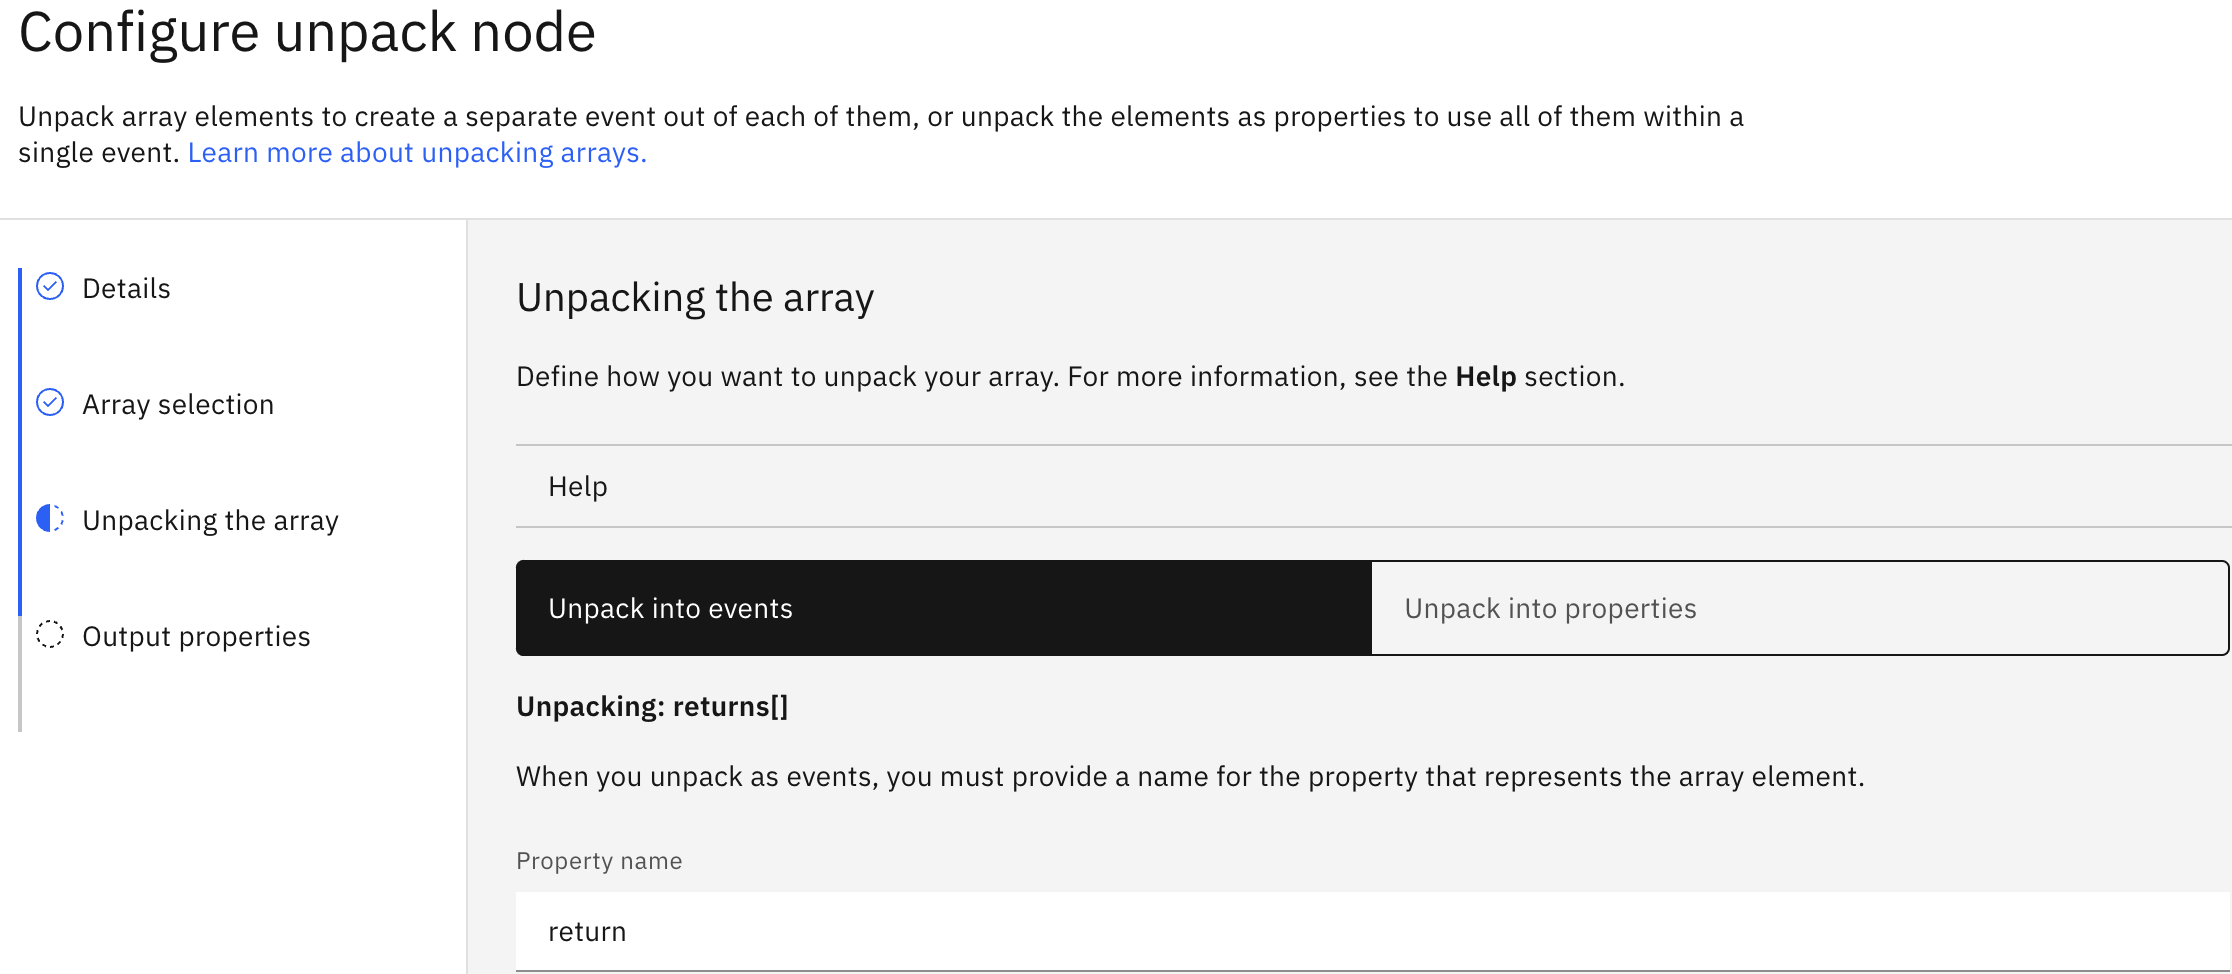 Configure unpack node
Unpack array elements to create a separate event out of each of them, or unpack the elements as properties to use all of them within a
single event. Learn more about unpacking arrays.
Details
Array selection
Unpacking the array
Output properties
Unpacking the array
Define how you want to unpack your array. For more information, see the Help section.
Help
Unpack into events
Unpack into properties
Unpacking: returns[]
When you unpack as events, you must provide a name for the property that represents the array element.
Property name
return